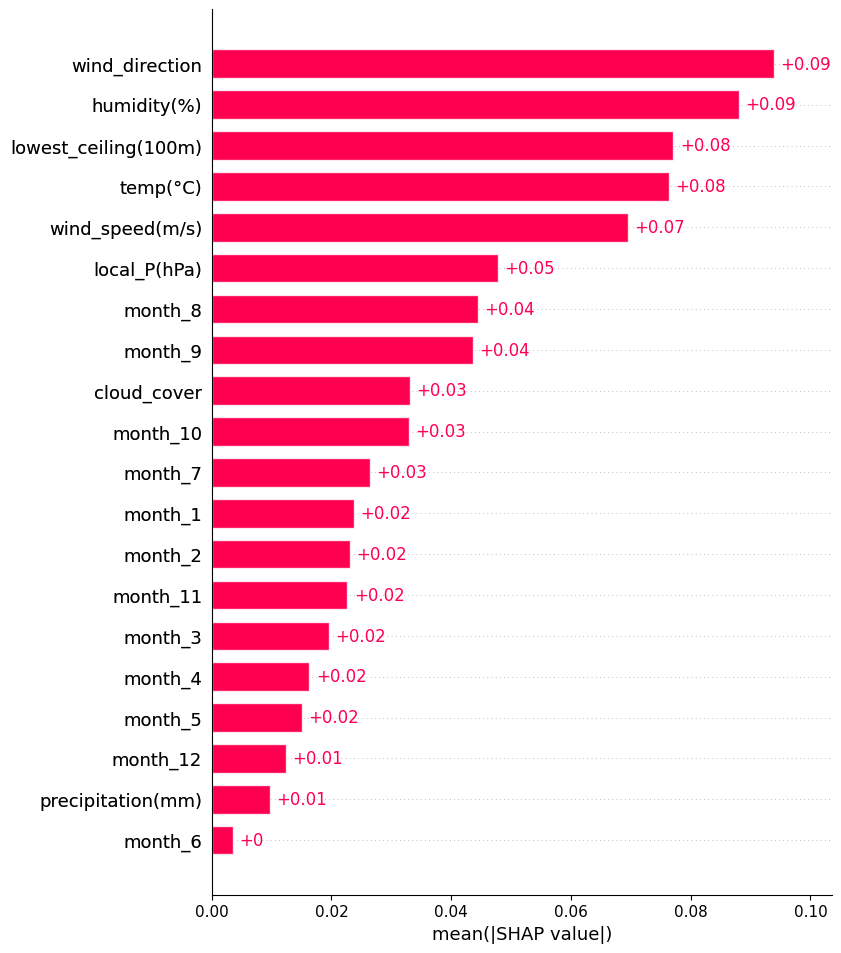 wind_direction +0.09
humidity(%) +0.09
lowest_ceiling(100m) +0.08
temp(°C) +0.08
wind_speed(m/s) +0.07
local_P(hPa) +0.05
month_8 +0.04
month_9 +0.04
cloud_cover +0.03
month_10 +0.03
month_7 +0.03
month_1 +0.02
month_2 +0.02
month_11 +0.02
month_3 +0.02
month_4 +0.02
month_5 +0.02
month_12 +0.01
precipitation(mm) +0.01
month_6 +0
0.00 0.02 0.04 0.06 0.08 0.10
mean(|SHAP value|)